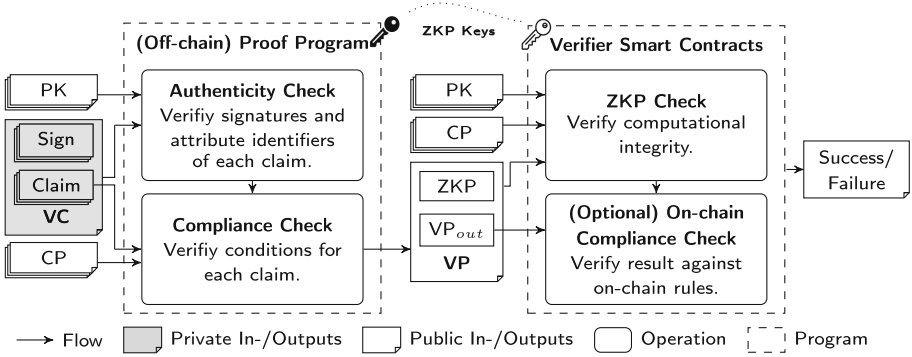 (Off-chain) Proof Program
ZKP Keys
Verifier Smart Contracts
PK
Sign
Claim
VC
CP
Authenticity Check
Verifiy signatures and
attribute identifiers
of each claim.
Compliance Check
Verifiy conditions for
each claim.
PK
CP
ZKP
VPout
VP
ZKP Check
Verify computational
integrity.
(Optional) On-chain
Compliance Check
Verify result against
on-chain rules.
Success/
Failure
Flow
Private In-/Outputs
Public In-/Outputs
Operation
Program